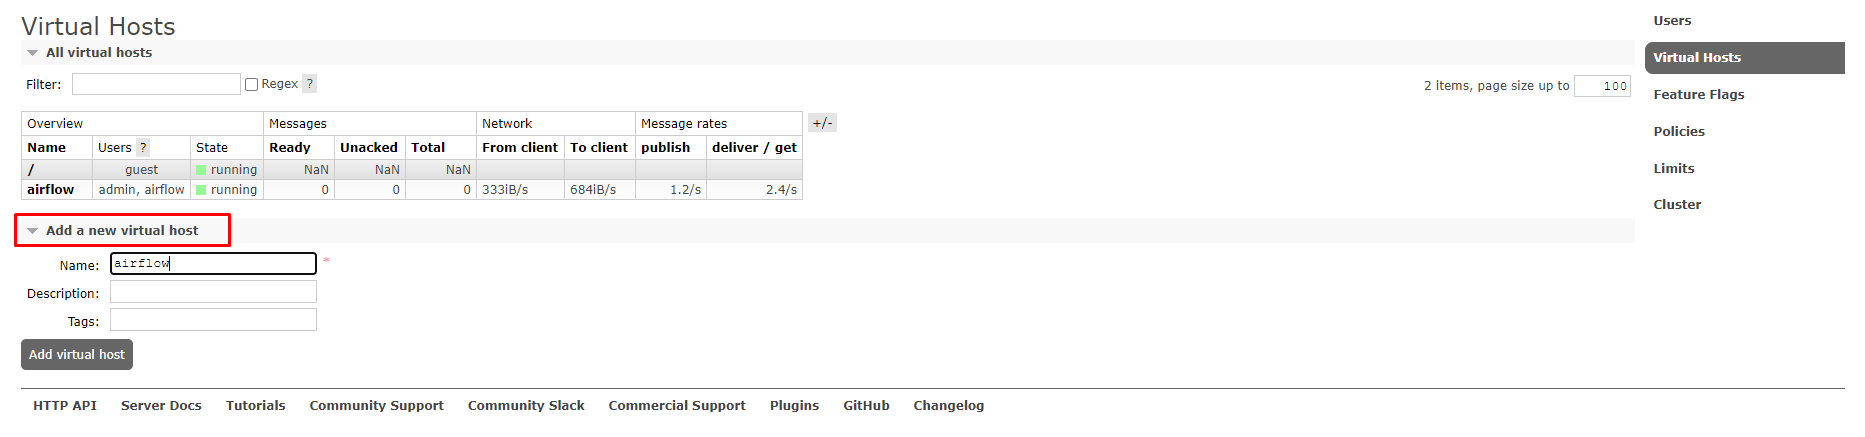 Virtual Hosts
All virtual hosts
Filter: Regex ? 2 items, page size up to 100
Overview Messages Network Message rates +/-
Name Users ? State Ready Unacked Total From client To client publish deliver / get
/ guest running NaN NaN NaN
airflow admin, airflow running 0 0 0 333iB/s 684iB/s 1.2/s 2.4/s
Add a new virtual host
Name: airflow *
Description:
Tags:
Add virtual host
HTTP API Server Docs Tutorials Community Support Community Slack Commercial Support Plugins GitHub Changelog
Users
Virtual Hosts
Feature Flags
Policies
Limits
Cluster